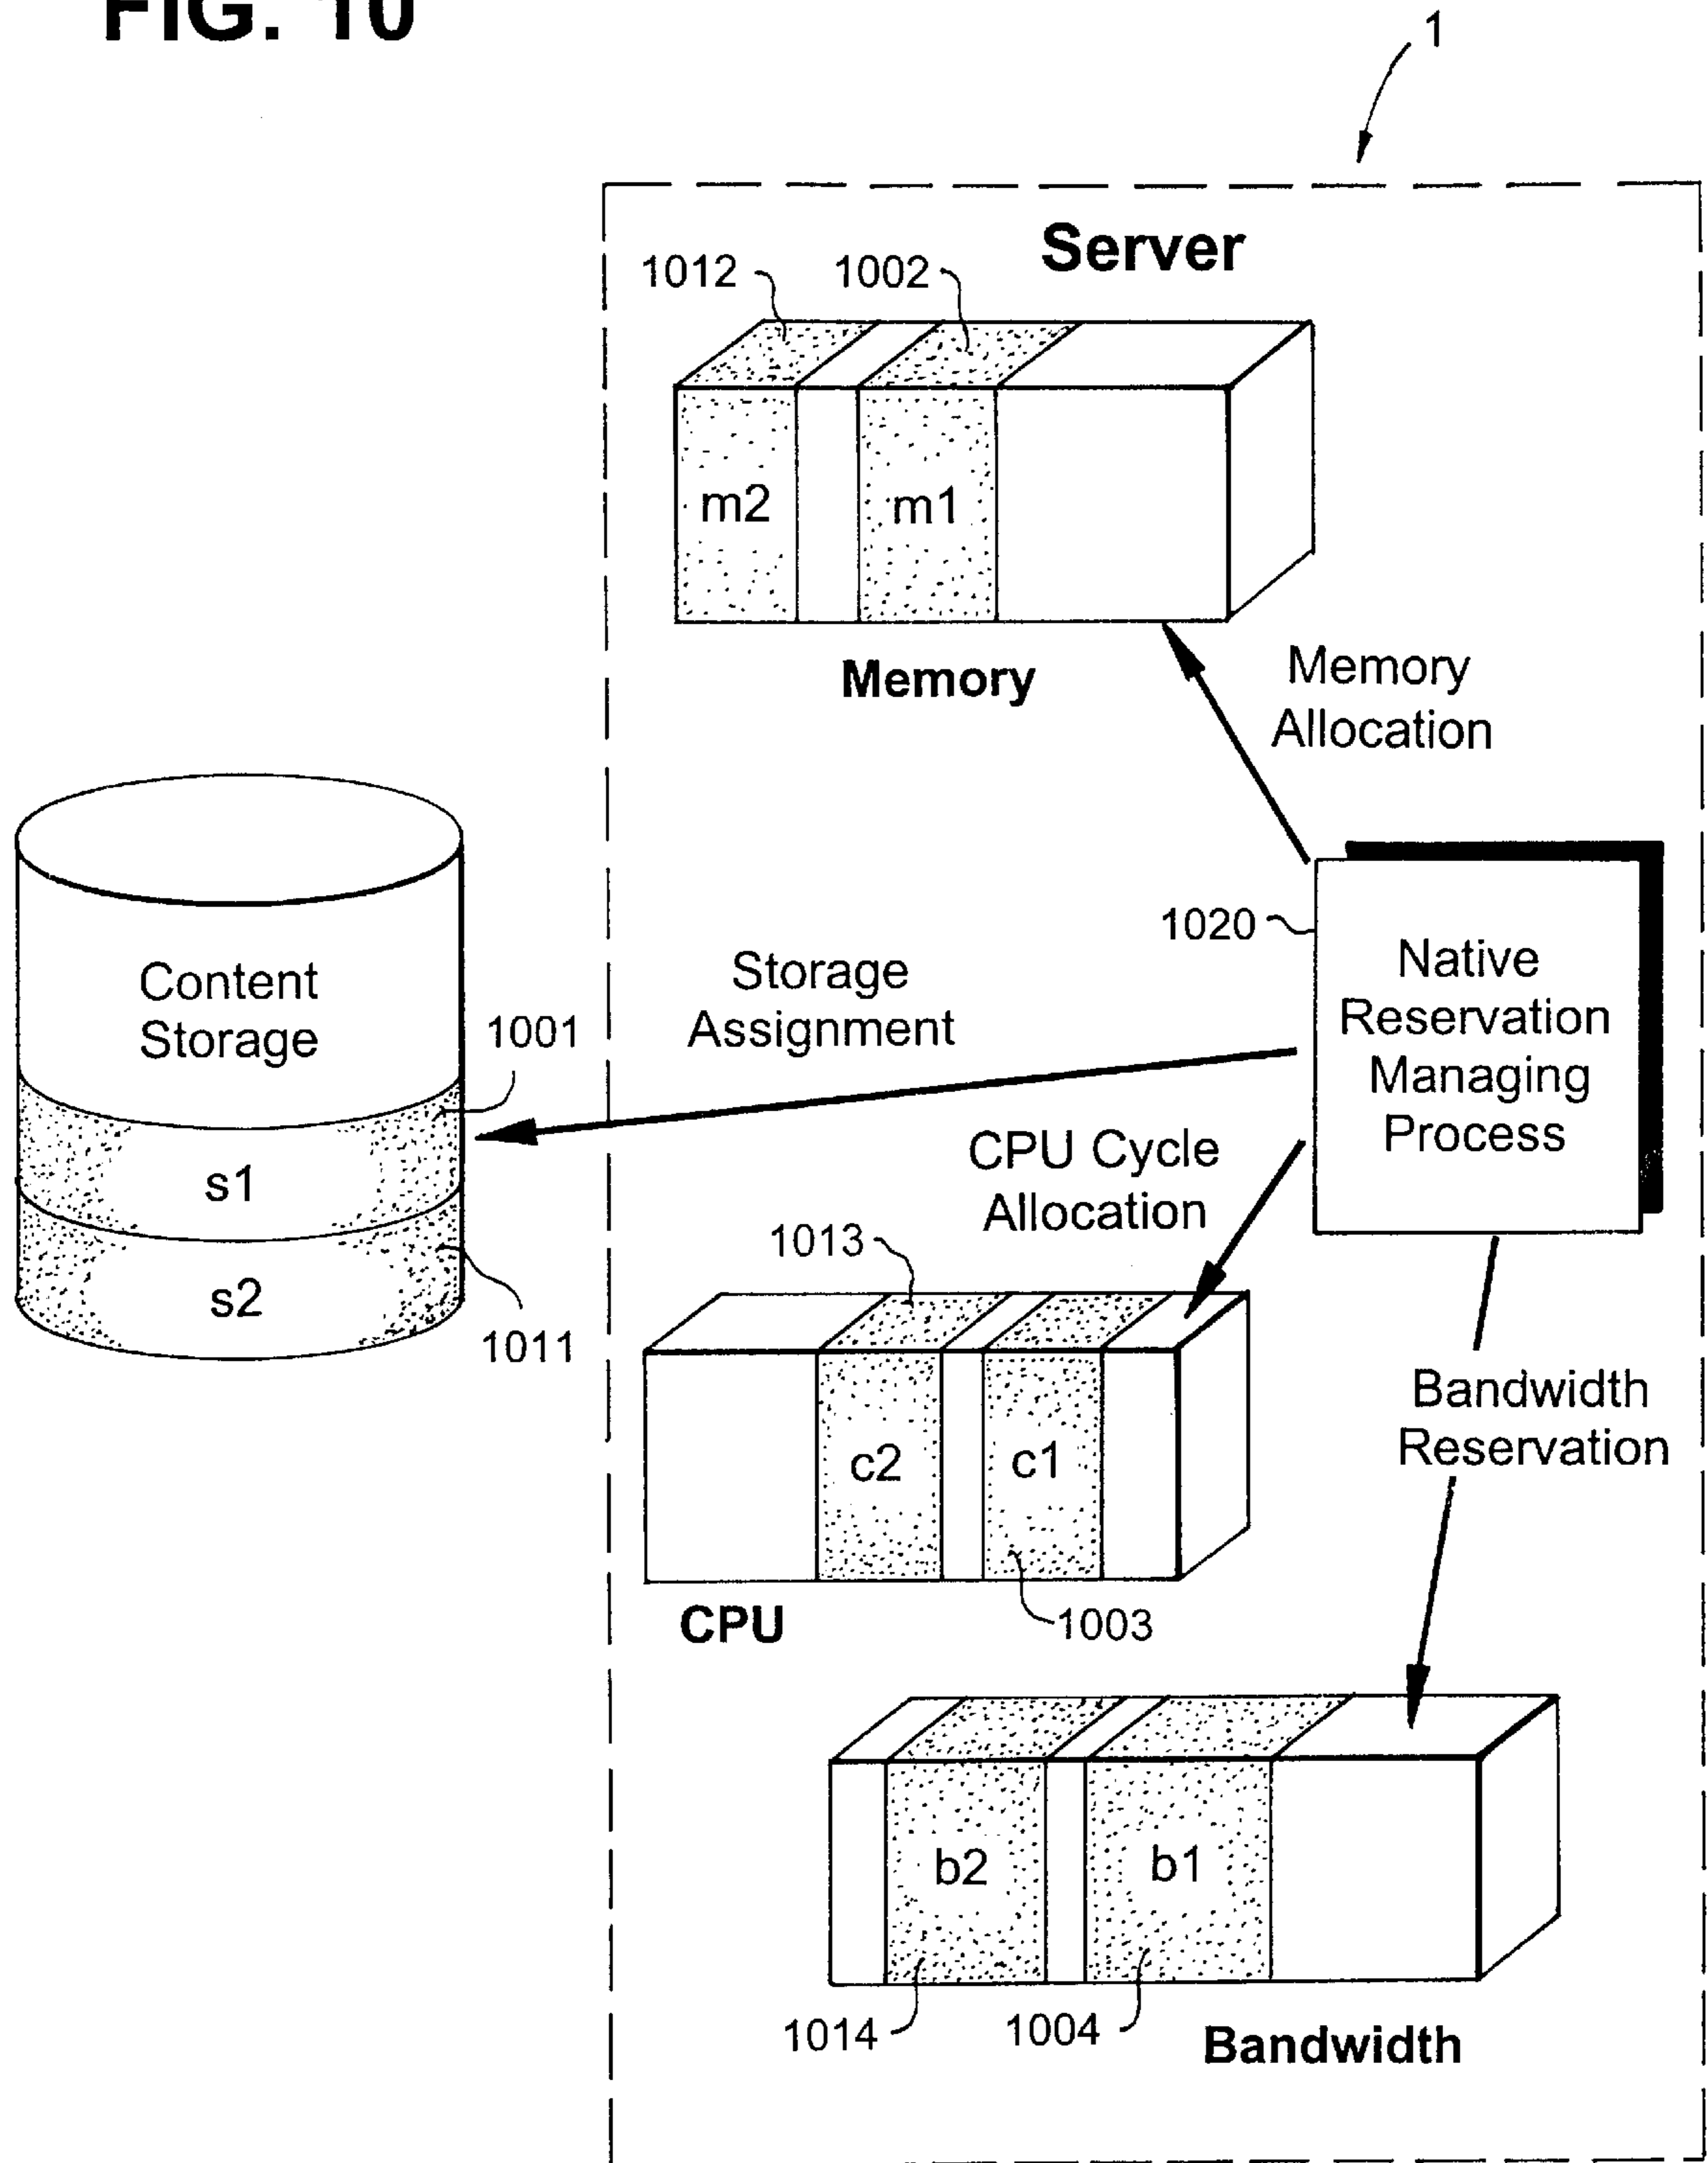 FIG. 10
1
Server
1012
1002
m2
m1
Memory
Memory
Allocation
1020
Native
Reservation
Managing
Process
Storage
Assignment
Content
Storage
1001
s1
s2
1011
CPU Cycle
Allocation
1013
c2
c1
CPU
1003
Bandwidth
Reservation
b2
b1
1014
1004
Bandwidth